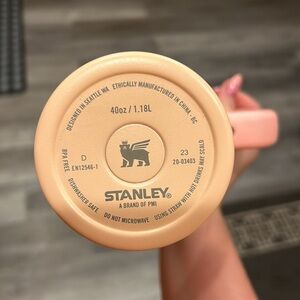 DESIGNED IN SEATTLE WA
ETHICALLY MANUFACTURED IN CHINA - BC
40oz / 1.18L
BPA FREE
D
EN12546-1
23
20-03403
STANLEY®
A BRAND OF PMI
DISHWASHER SAFE
DO NOT MICROWAVE
USING STRAW WITH HOT DRINKS MAY SCALD